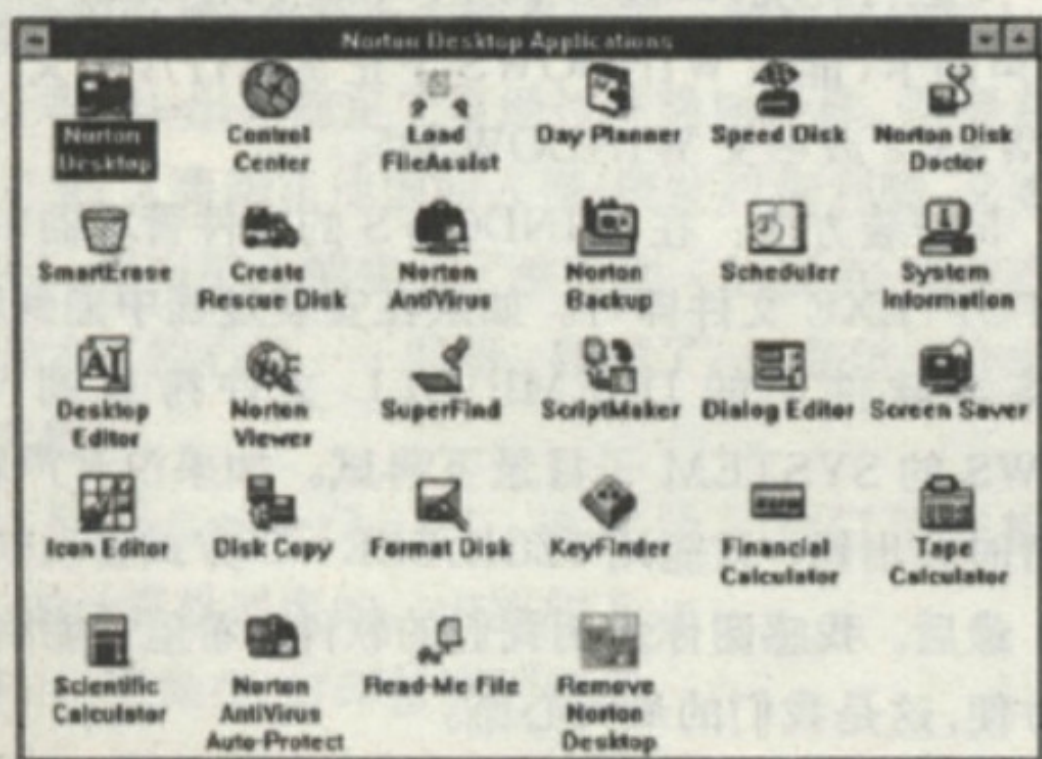 Norton Desktop Applications
Norton Desktop
Control Center
Load FileAssist
Day Planner
Speed Disk
Norton Disk Doctor
SmartErase
Create Rescue Disk
Norton AntiVirus
Norton Backup
Scheduler
System Information
Desktop Editor
Norton Viewer
SuperFind
ScriptMaker
Dialog Editor
Screen Saver
Icon Editor
Disk Copy
Format Disk
KeyFinder
Financial Calculator
Tape Calculator
Scientific Calculator
Norton AntiVirus Auto-Protect
Read-Me File
Remove Norton Desktop